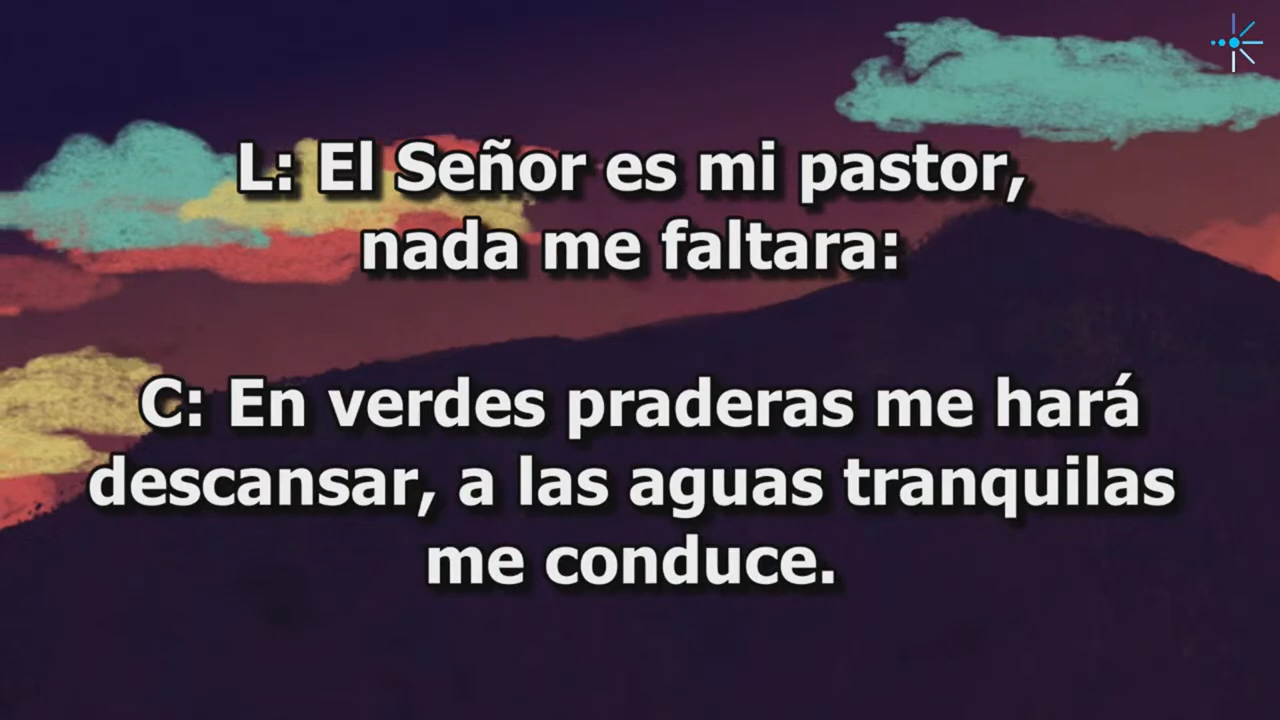 L: El Señor es mi pastor,
nada me faltara:
C: En verdes praderas me hará
descansar, a las aguas tranquilas
me conduce.